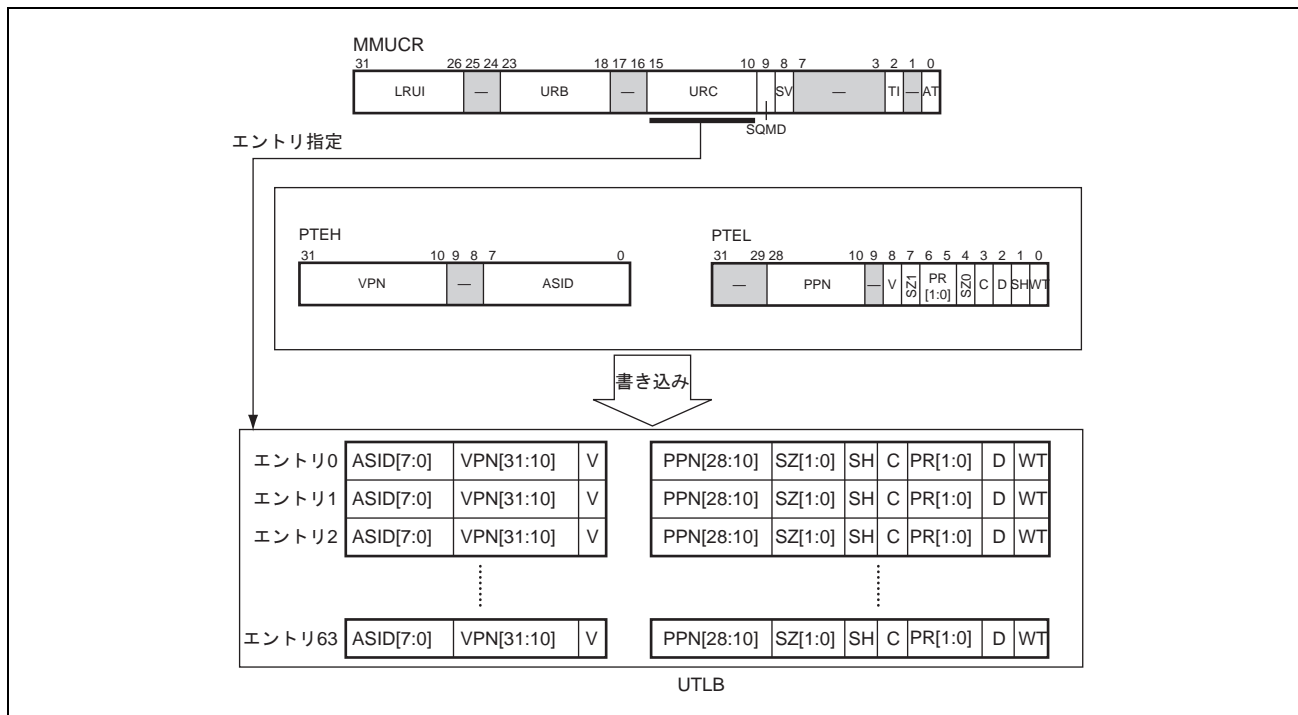 MMUCR
31 26 25 24 23 18 17 16 15 10 9 8 7 3 2 1 0
LRUI — URB — URC SV — TI — AT
SQMD
エントリ指定
PTEH
31 10 9 8 7 0
VPN — ASID
PTEL
31 29 28 10 9 8 7 6 5 4 3 2 1 0
— PPN — V SZ1 PR [1:0] SZ0 C D SH WT
書き込み
エントリ0 ASID[7:0] VPN[31:10] V PPN[28:10] SZ[1:0] SH C PR[1:0] D WT
エントリ1 ASID[7:0] VPN[31:10] V PPN[28:10] SZ[1:0] SH C PR[1:0] D WT
エントリ2 ASID[7:0] VPN[31:10] V PPN[28:10] SZ[1:0] SH C PR[1:0] D WT
エントリ63 ASID[7:0] VPN[31:10] V PPN[28:10] SZ[1:0] SH C PR[1:0] D WT
UTLB